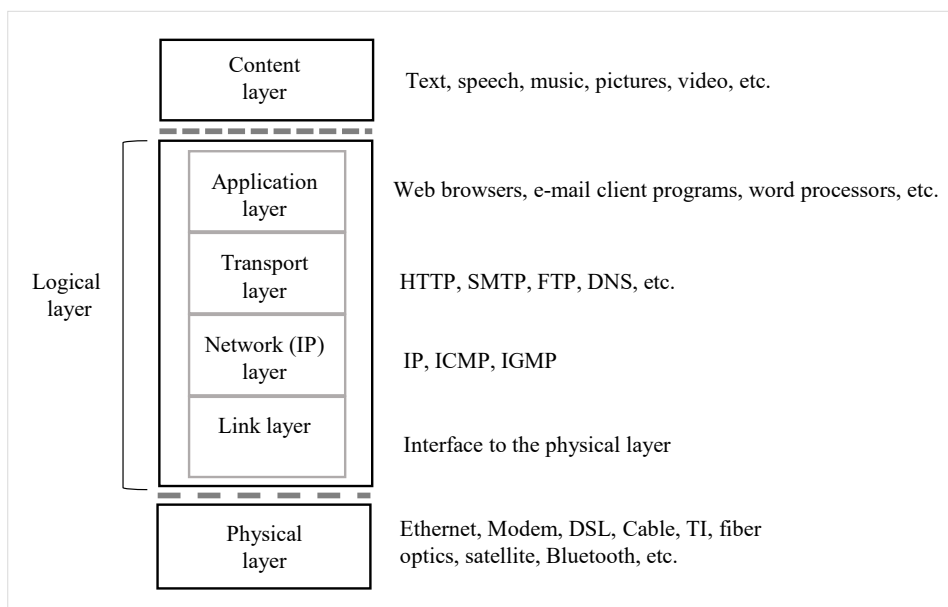 Content
layer
Text, speech, music, pictures, video, etc.
Application
layer
Web browsers, e-mail client programs, word processors, etc.
Logical
layer
Transport
layer
HTTP, SMTP, FTP, DNS, etc.
Network (IP)
layer
IP, ICMP, IGMP
Link layer
Interface to the physical layer
Physical
layer
Ethernet, Modem, DSL, Cable, TI, fiber
optics, satellite, Bluetooth, etc.